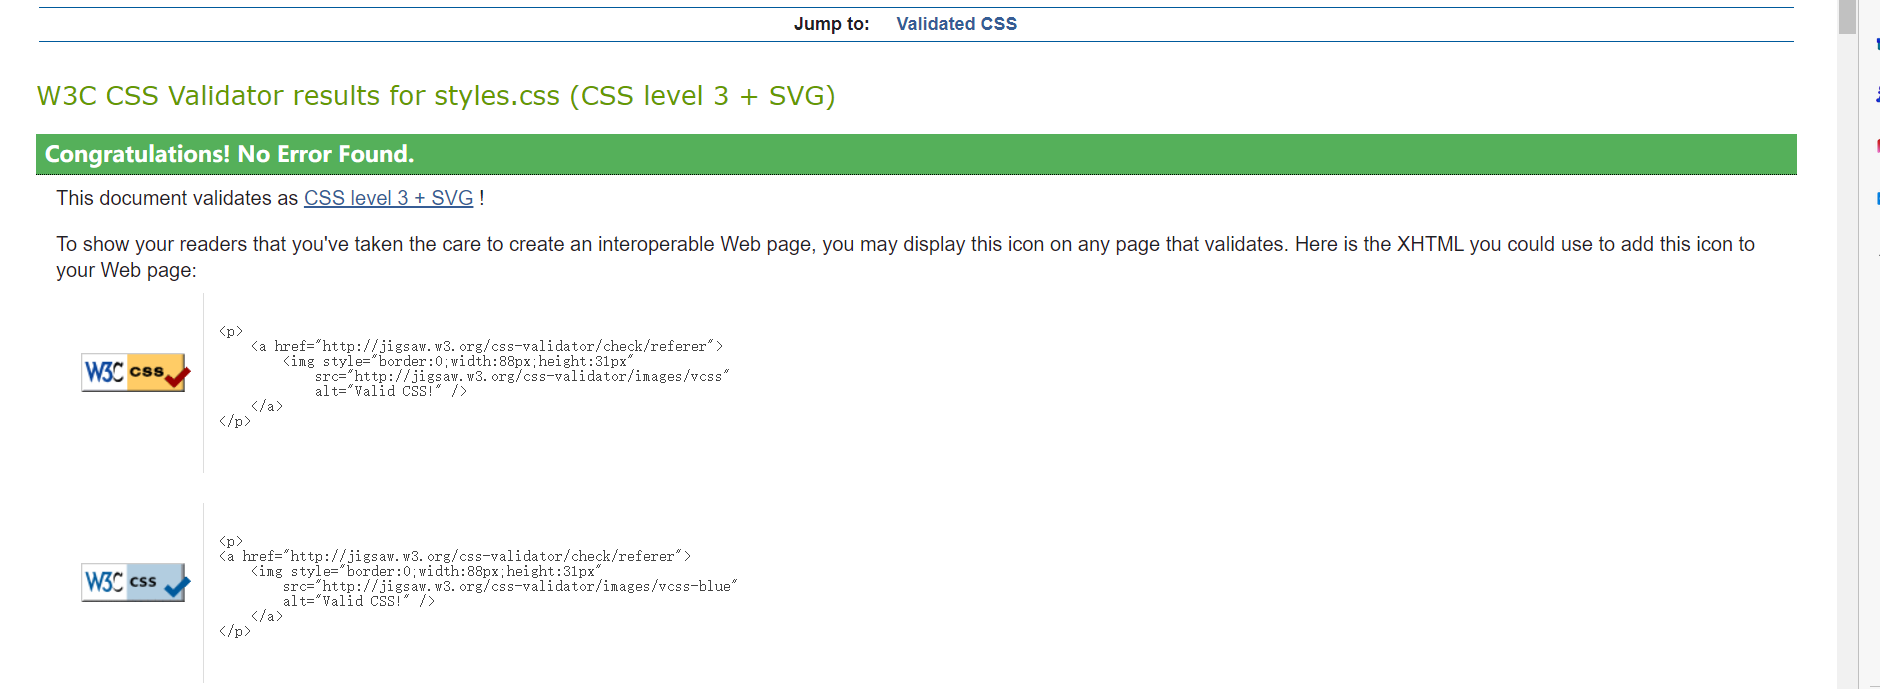 Jump to: Validated CSS
W3C CSS Validator results for styles.css (CSS level 3 + SVG)
Congratulations! No Error Found.
This document validates as CSS level 3 + SVG !
To show your readers that you've taken the care to create an interoperable Web page, you may display this icon on any page that validates. Here is the XHTML you could use to add this icon to
your Web page:
W3C css
<p>
    <a href="http://jigsaw.w3.org/css-validator/check/referer">
        <img style="border:0;width:88px;height:31px"
            src="http://jigsaw.w3.org/css-validator/images/vcss"
            alt="Valid CSS!" />
    </a>
</p>
W3C css
<p>
<a href="http://jigsaw.w3.org/css-validator/check/referer">
    <img style="border:0;width:88px;height:31px"
        src="http://jigsaw.w3.org/css-validator/images/vcss-blue"
        alt="Valid CSS!" />
    </a>
</p>